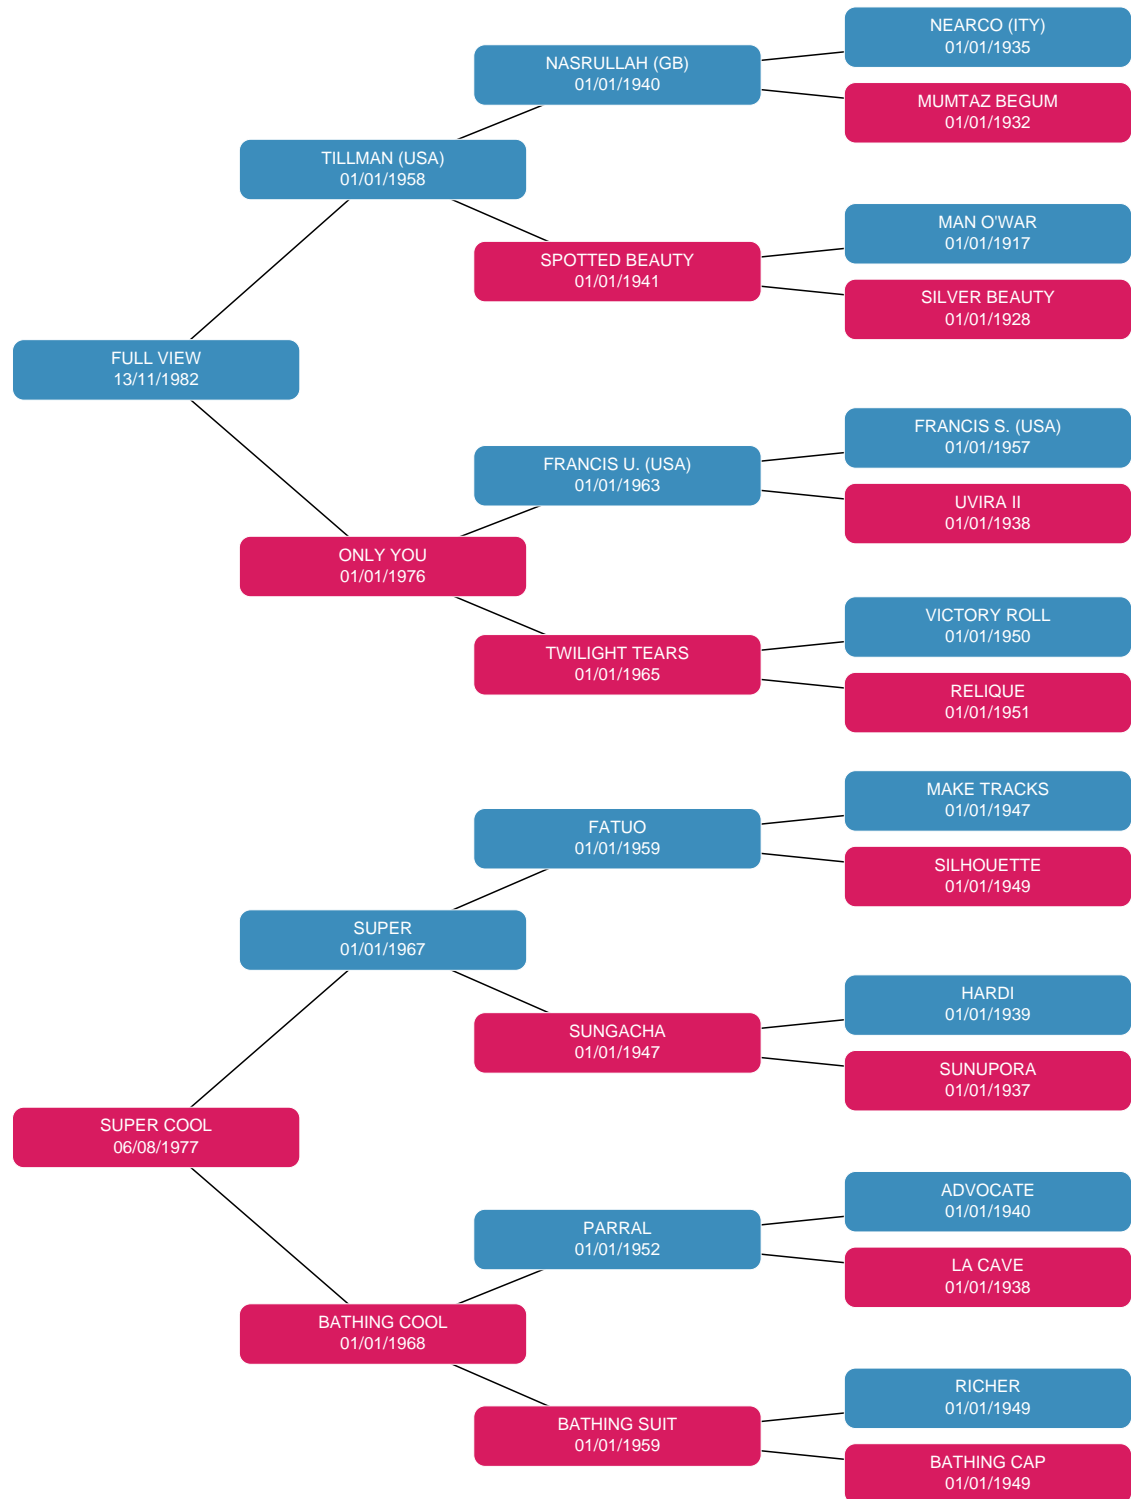 NEARCO (ITY)
01/01/1935
NASRULLAH (GB)
01/01/1940
MUMTAZ BEGUM
01/01/1932
TILLMAN (USA)
01/01/1958
MAN O'WAR
01/01/1917
SPOTTED BEAUTY
01/01/1941
SILVER BEAUTY
01/01/1928
FULL VIEW
13/11/1982
FRANCIS S. (USA)
01/01/1957
FRANCIS U. (USA)
01/01/1963
UVIRA II
01/01/1938
ONLY YOU
01/01/1976
VICTORY ROLL
01/01/1950
TWILIGHT TEARS
01/01/1965
RELIQUE
01/01/1951
MAKE TRACKS
01/01/1947
FATUO
01/01/1959
SILHOUETTE
01/01/1949
SUPER
01/01/1967
HARDI
01/01/1939
SUNGACHA
01/01/1947
SUNUPORA
01/01/1937
SUPER COOL
06/08/1977
ADVOCATE
01/01/1940
PARRAL
01/01/1952
LA CAVE
01/01/1938
BATHING COOL
01/01/1968
RICHER
01/01/1949
BATHING SUIT
01/01/1959
BATHING CAP
01/01/1949